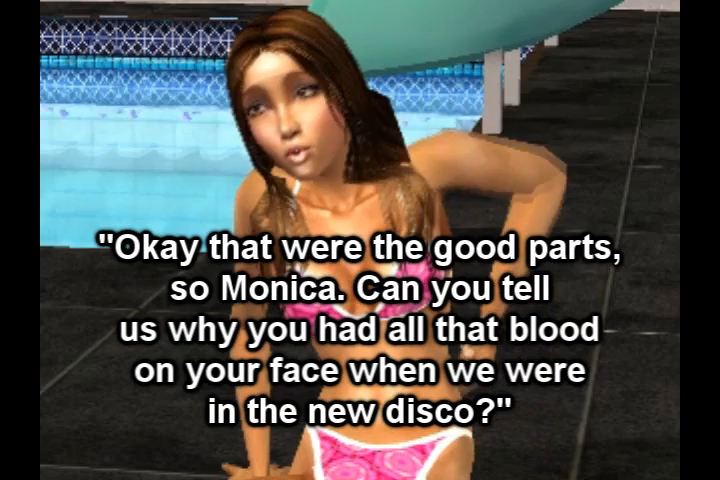 "Okay that were the good parts,
so Monica. Can you tell
us why you had all that blood
on your face when we were
in the new disco?"